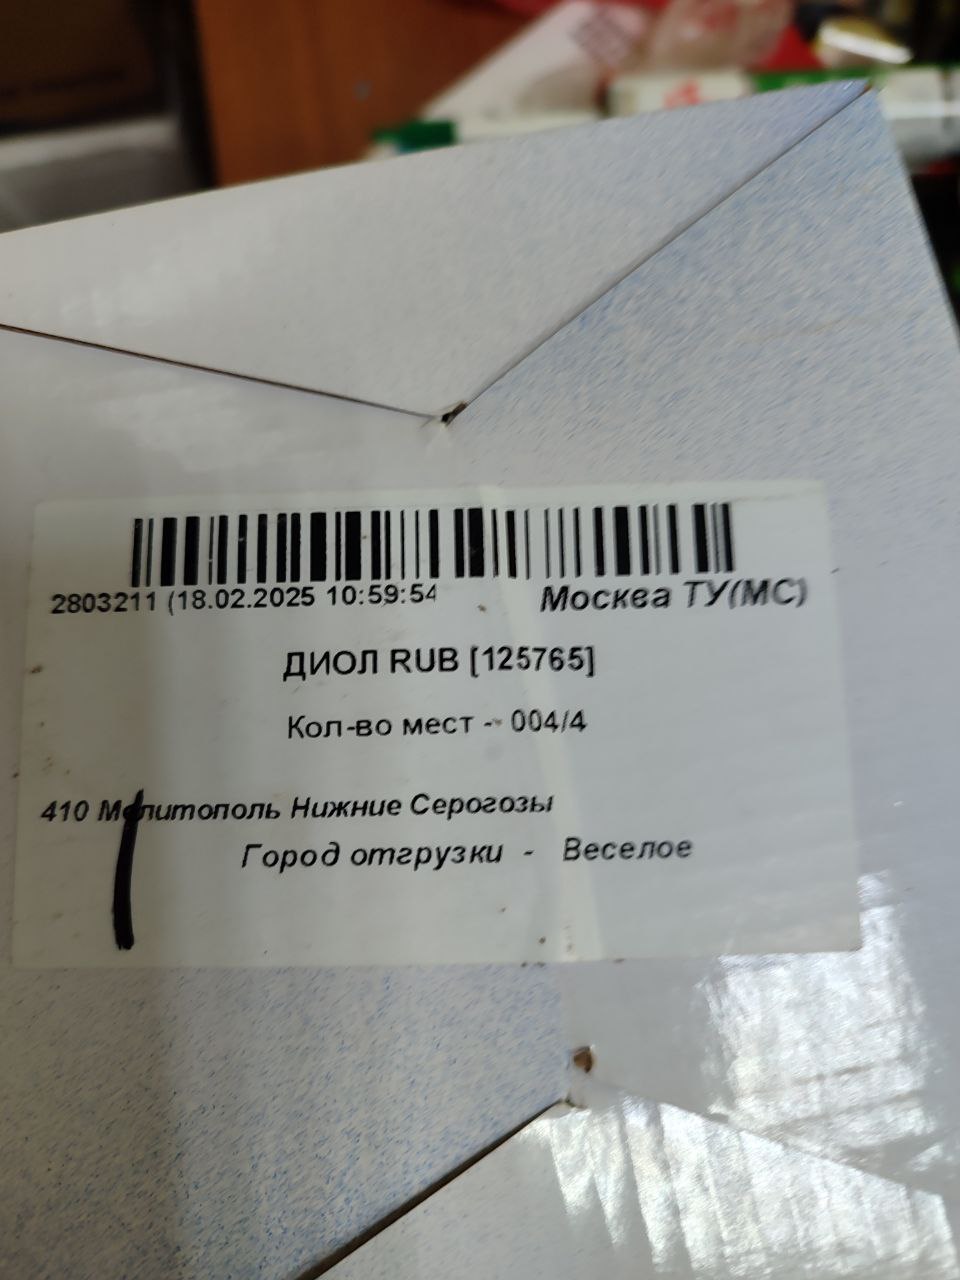 2803211 (18.02.2025 10:59:54 Москва ТУ(МС)
ДИОЛ RUB [125765]
Кол-во мест - 004/4
410 Мелитополь Нижние Серогозы
Город отгрузки - Веселое